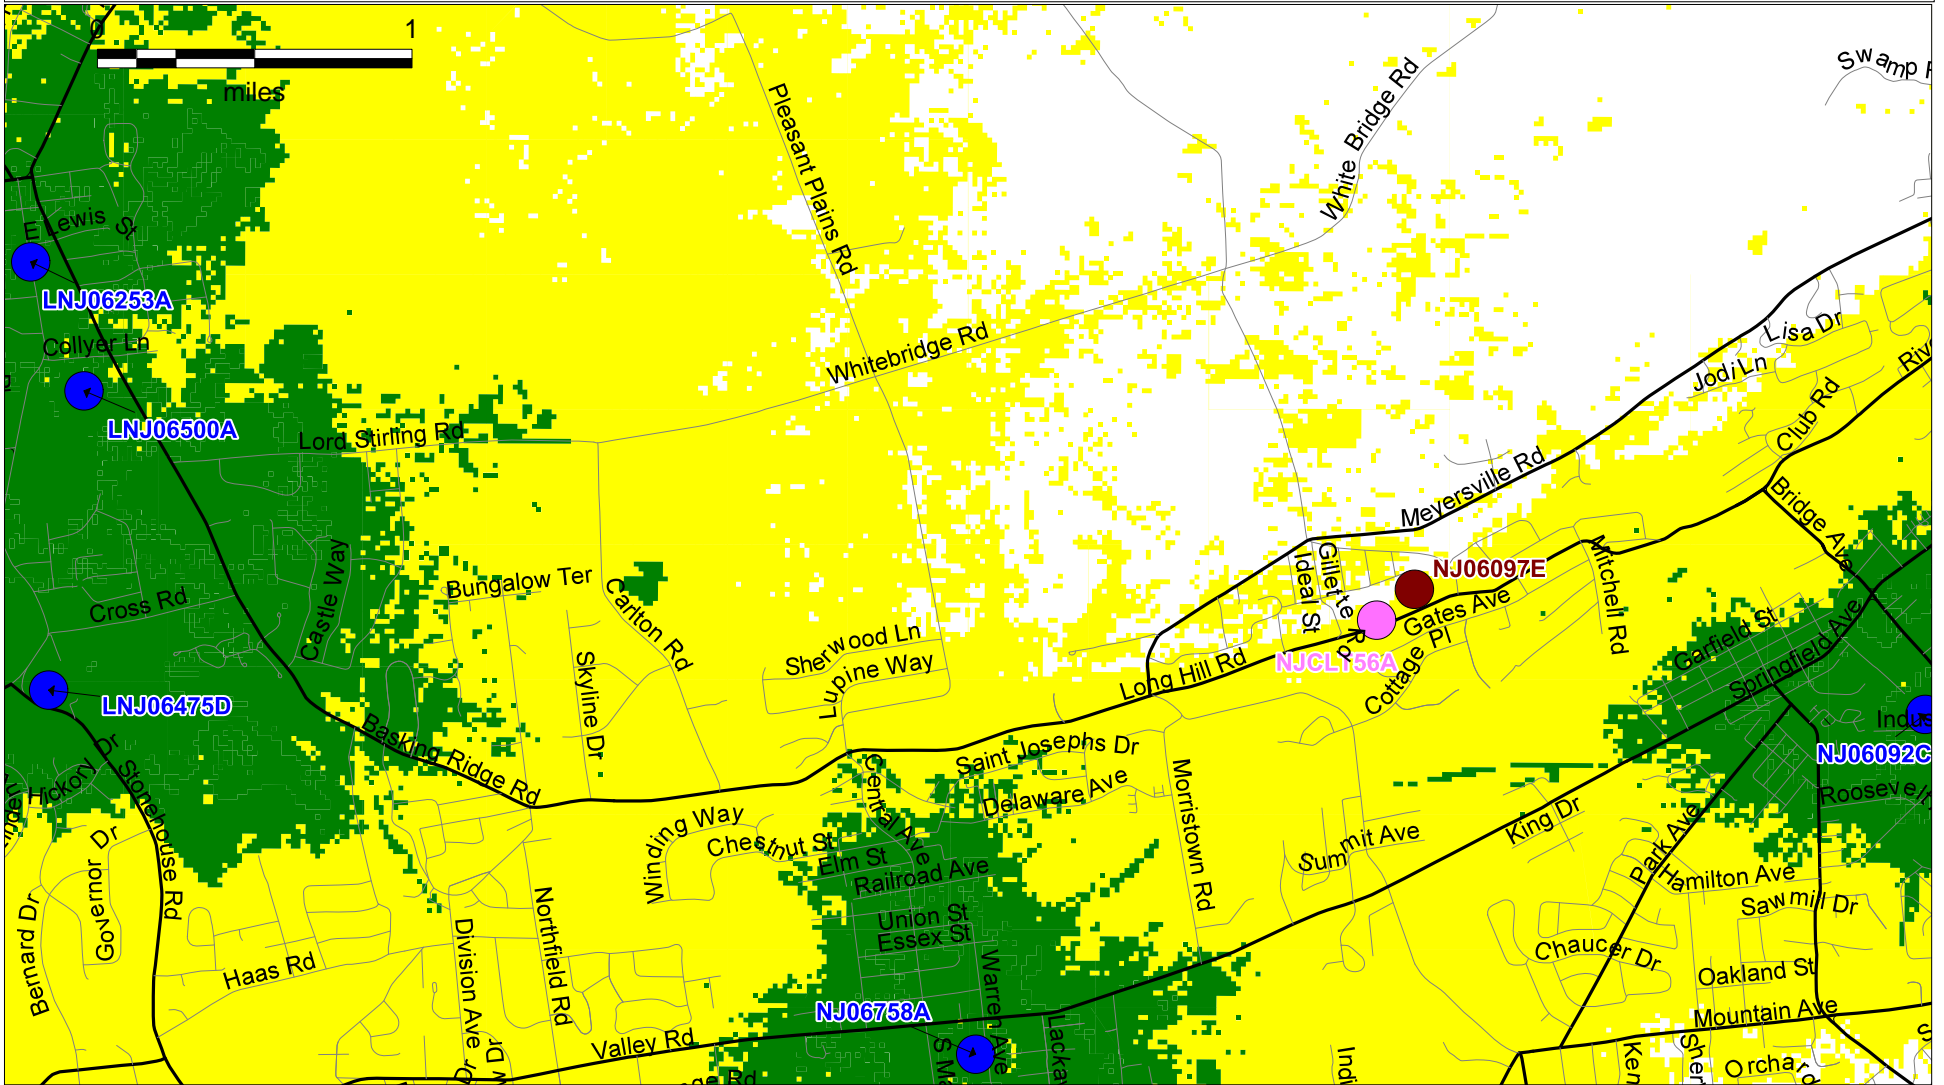 0 1
miles
Swamp
White Bridge Rd
Pleasant Plains Rd
E Lewis St
LNJ06253A
Collyer Ln
LNJ06500A
Whitebridge Rd
Lord Stirling Rd
Lisa Dr
Jodi Ln
Club Rd
Meyersville Rd
Bridge Ave
Mitchell Rd
Gillette Rd
Ideal St
NJ06097E
Gates Ave
Cottage Pl
NJCLT56A
Long Hill Rd
Castle Way
Cross Rd
Bungalow Ter
Carlton Rd
Sherwood Ln
Lupine Way
Skyline Dr
Garfield St
Springfield Ave
LNJ06475D
Basking Ridge Rd
Hickory Dr
Stonehouse Rd
Saint Josephs Dr
Delaware Ave
Central Ave
Morristown Rd
NJ06092C
Roosevelt
King Dr
Park Ave
Summit Ave
Winding Way
Chestnut St
Elm St
Railroad Ave
Union St
Essex St
Governor Dr
Bernard Dr
Haas Rd
Division Ave
Northfield Rd
Hamilton Ave
Sawmill Dr
Chaucer Dr
Oakland St
Mountain Ave
NJ06758A
Warren Ave
Valley Rd